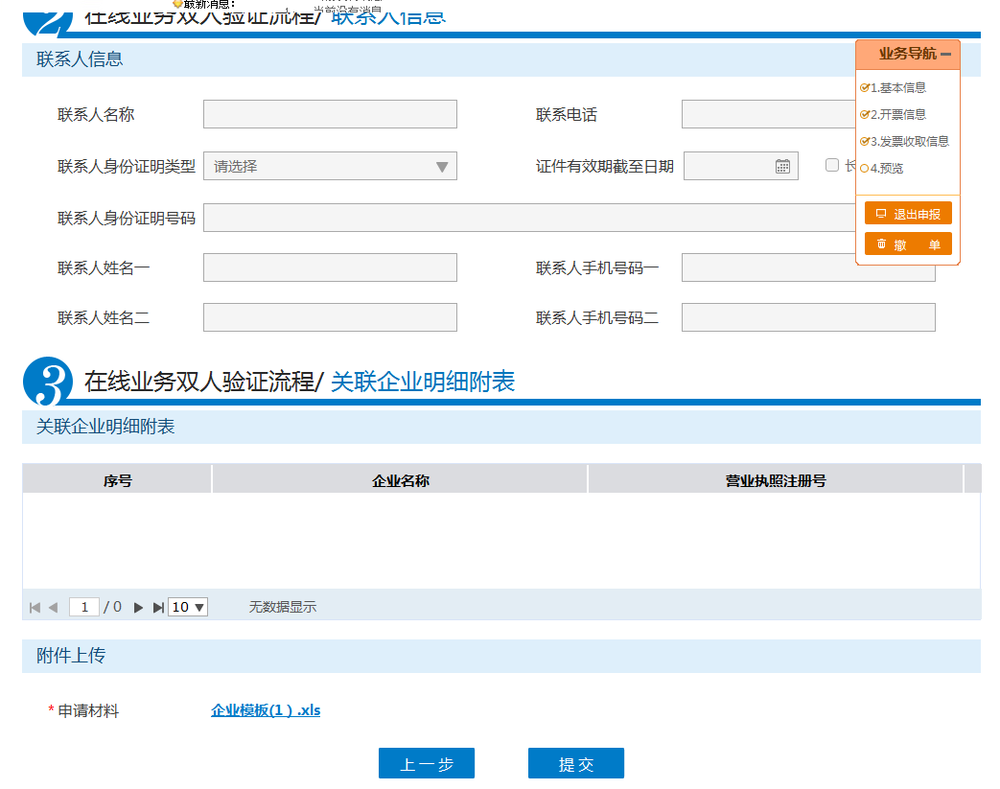 最新消息：
当前没有消息
2 在线业务双人验证流程/ 联系人信息
联系人信息
业务导航
1.基本信息
2.开票信息
3.发票收取信息
4.预览
退出申报
撤 单
联系人名称 联系电话
联系人身份证明类型 请选择 证件有效期截至日期 长
联系人身份证明号码
联系人姓名一 联系人手机号码一
联系人姓名二 联系人手机号码二
3 在线业务双人验证流程/ 关联企业明细附表
关联企业明细附表
序号 企业名称 营业执照注册号
1 / 0 10 无数据显示
附件上传
* 申请材料 企业模板(1 ) .xls
上一步 提交